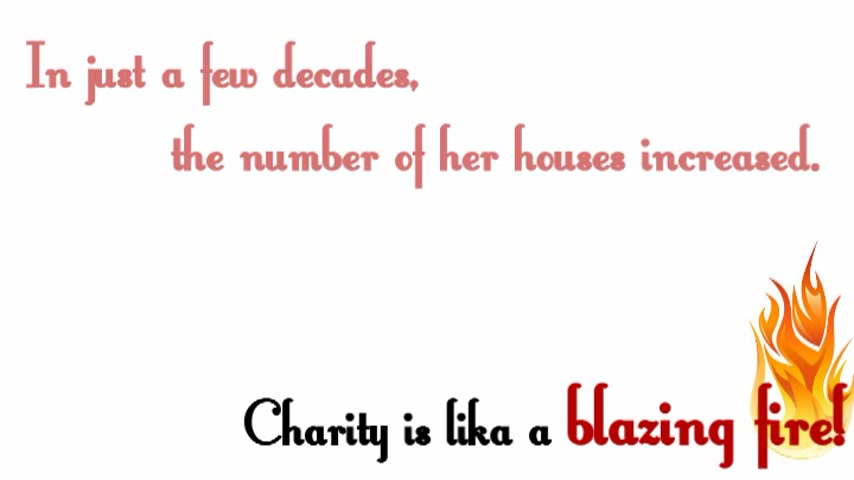 In just a few decades,
the number of her houses increased.
Charity is lika a blazing fire!